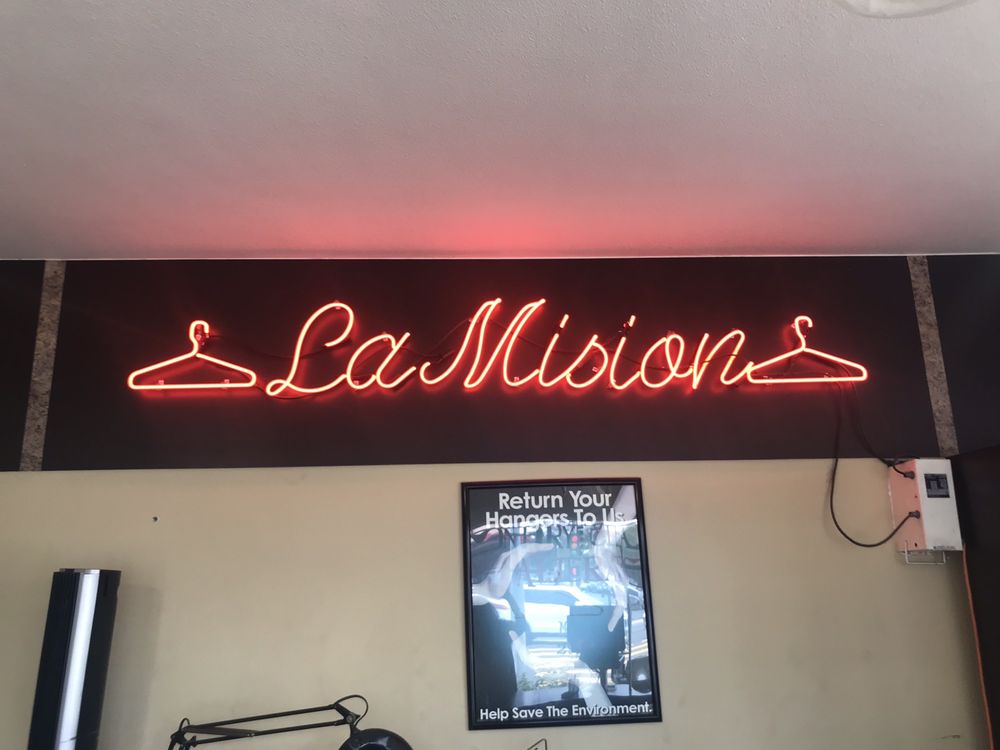 La Mision
Return Your
Hangers To Us
Help Save The Environment.